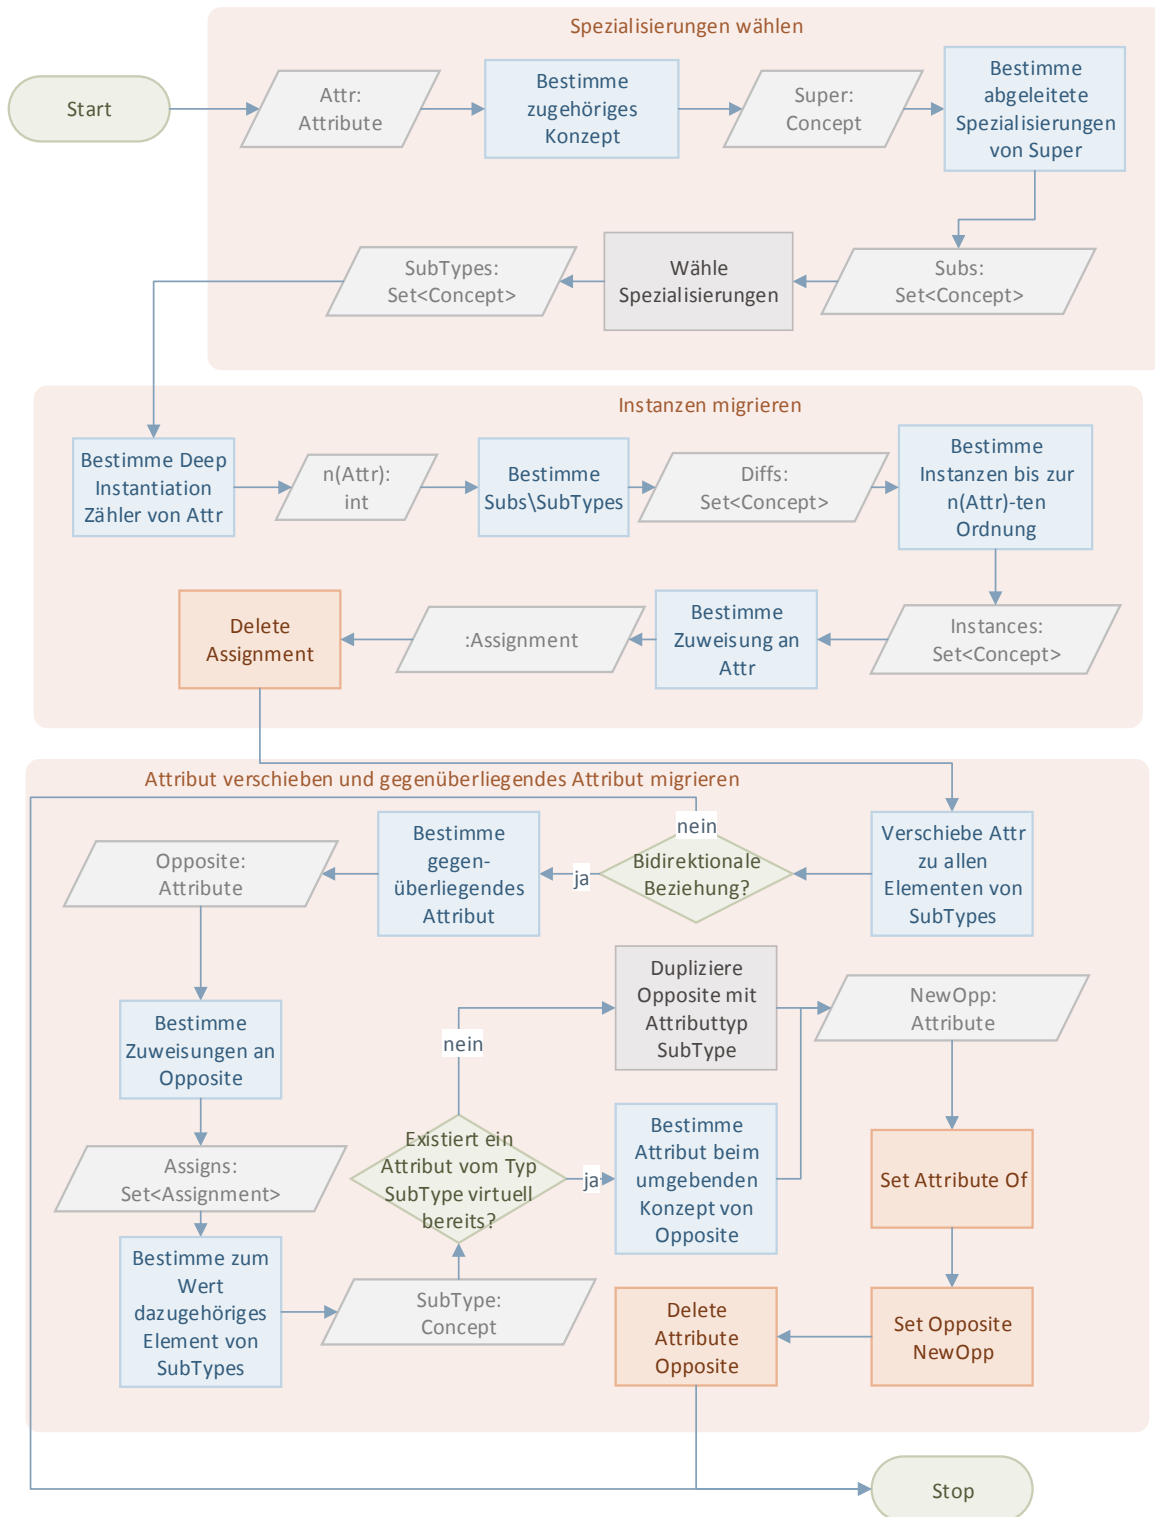 Spezialisierungen wählen
Start
Attr:
Attribute
Bestimme
zugehöriges
Konzept
Super:
Concept
Bestimme
abgeleitete
Spezialisierungen
von Super
Subs:
Set<Concept>
Wähle
Spezialisierungen
SubTypes:
Set<Concept>
Instanzen migrieren
Bestimme Deep
Instantiation
Zähler von Attr
n(Attr):
int
Bestimme
Subs\SubTypes
Diffs:
Set<Concept>
Bestimme
Instanzen bis zur
n(Attr)-ten
Ordnung
Instances:
Set<Concept>
Bestimme
Zuweisung an
Attr
:Assignment
Delete
Assignment
Attribut verschieben und gegenüberliegendes Attribut migrieren
Verschiebe Attr
zu allen
Elementen von
SubTypes
nein
Bidirektionale
Beziehung?
ja
Bestimme
gegen-
überliegendes
Attribut
Opposite:
Attribute
Bestimme
Zuweisungen an
Opposite
Assigns:
Set<Assignment>
Bestimme zum
Wert
dazugehöriges
Element von
SubTypes
SubType:
Concept
Existiert ein
Attribut vom Typ
SubType virtuell
bereits?
nein
ja
Dupliziere
Opposite mit
Attributtyp
SubType
Bestimme
Attribut beim
umgebenden
Konzept von
Opposite
NewOpp:
Attribute
Set Attribute Of
Set Opposite
NewOpp
Delete
Attribute
Opposite
Stop